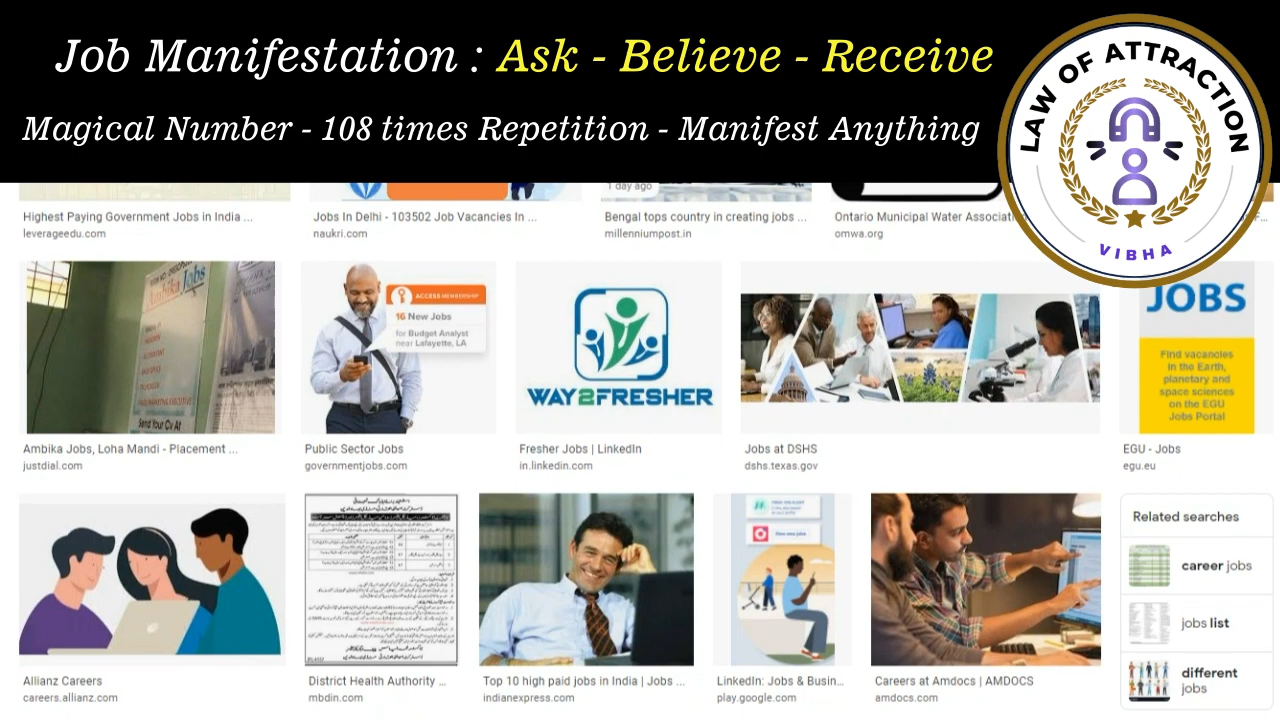 Job Manifestation : Ask - Believe - Receive
Magical Number - 108 times Repetition - Manifest Anything
LAW OF ATTRACTION
VIBHA
1 day ago
Highest Paying Government Jobs in India ...
leverageedu.com
Jobs In Delhi - 103502 Job Vacancies In ...
naukri.com
Bengal tops country in creating jobs ...
millenniumpost.in
Ontario Municipal Water
omwa.org
Ambika Jobs
Send Your Cv At
ACCESS MEMBERSHIP
16 New Jobs
for Budget Analyst
near Lafayette, LA
WAY2FRESHER
JOBS
Find vacancies
in the Earth,
planetary and
space sciences
on the EGU
Jobs Portal
Ambika Jobs, Loha Mandi - Placement ...
justdial.com
Public Sector Jobs
governmentjobs.com
Fresher Jobs | LinkedIn
in.linkedin.com
Jobs at DSHS
dshs.texas.gov
EGU - Jobs
egu.eu
Allianz Careers
careers.allianz.com
District Health Authority ...
mbdin.com
Top 10 high paid jobs in India | Jobs ...
indianexpress.com
LinkedIn: Jobs & Busin...
play.google.com
Careers at Amdocs | AMDOCS
amdocs.com
Related searches
career jobs
jobs list
different
jobs